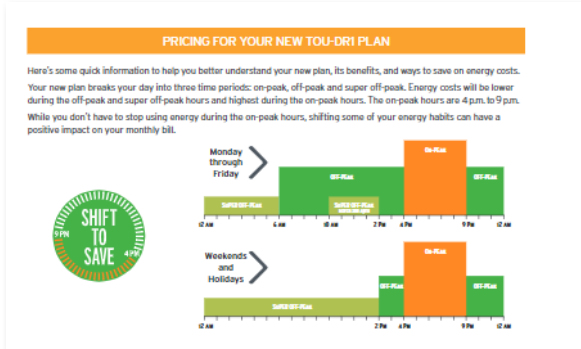 PRICING FOR YOUR NEW TOU-DR1 PLAN
Here's some quick information to help you better understand your new plan, its benefits, and ways to save on energy costs.
Your new plan breaks your day into three time periods: on-peak, off-peak and super off-peak. Energy costs will be lower
during the off-peak and super off-peak hours and highest during the on-peak hours. The on-peak hours are 4 p.m. to 9 p.m.
While you don't have to stop using energy during the on-peak hours, shifting some of your energy habits can have a
positive impact on your monthly bill.
Monday
through
Friday
ON-PEAK
OFF-PEAK
OFF-PEAK
SUPER OFF-PEAK
SUPER OFF-PEAK
12 AM 6 AM 10 AM 2 PM 4 PM 9 PM 12 AM
SHIFT
TO
SAVE
9 PM
4 PM
Weekends
and
Holidays
ON-PEAK
OFF-PEAK
OFF-PEAK
SUPER OFF-PEAK
12 AM 2 PM 4 PM 9 PM 12 AM